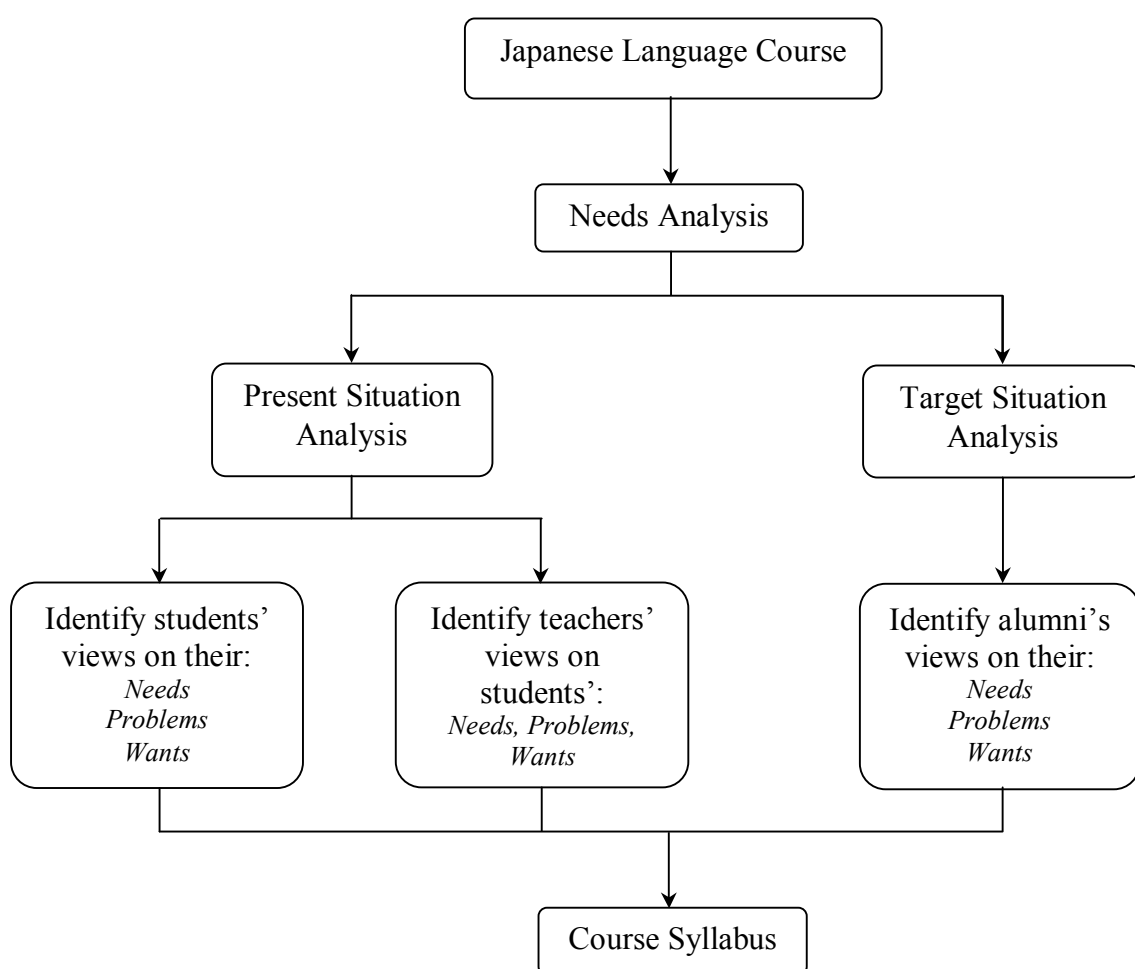 Japanese Language Course
Needs Analysis
Present Situation
Analysis
Target Situation
Analysis
Identify students’
views on their:
Needs
Problems
Wants
Identify teachers’
views on
students’:
Needs, Problems,
Wants
Identify alumni’s
views on their:
Needs
Problems
Wants
Course Syllabus